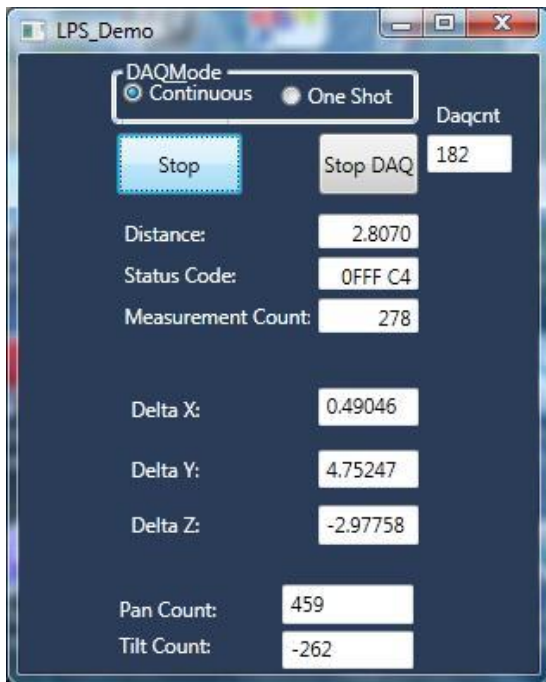 LPS_Demo
DAQMode
Continuous One Shot
Daqcnt
Stop Stop DAQ 182
Distance: 2.8070
Status Code: 0FFF C4
Measurement Count: 278
Delta X: 0.49046
Delta Y: 4.75247
Delta Z: -2.97758
Pan Count: 459
Tilt Count: -262